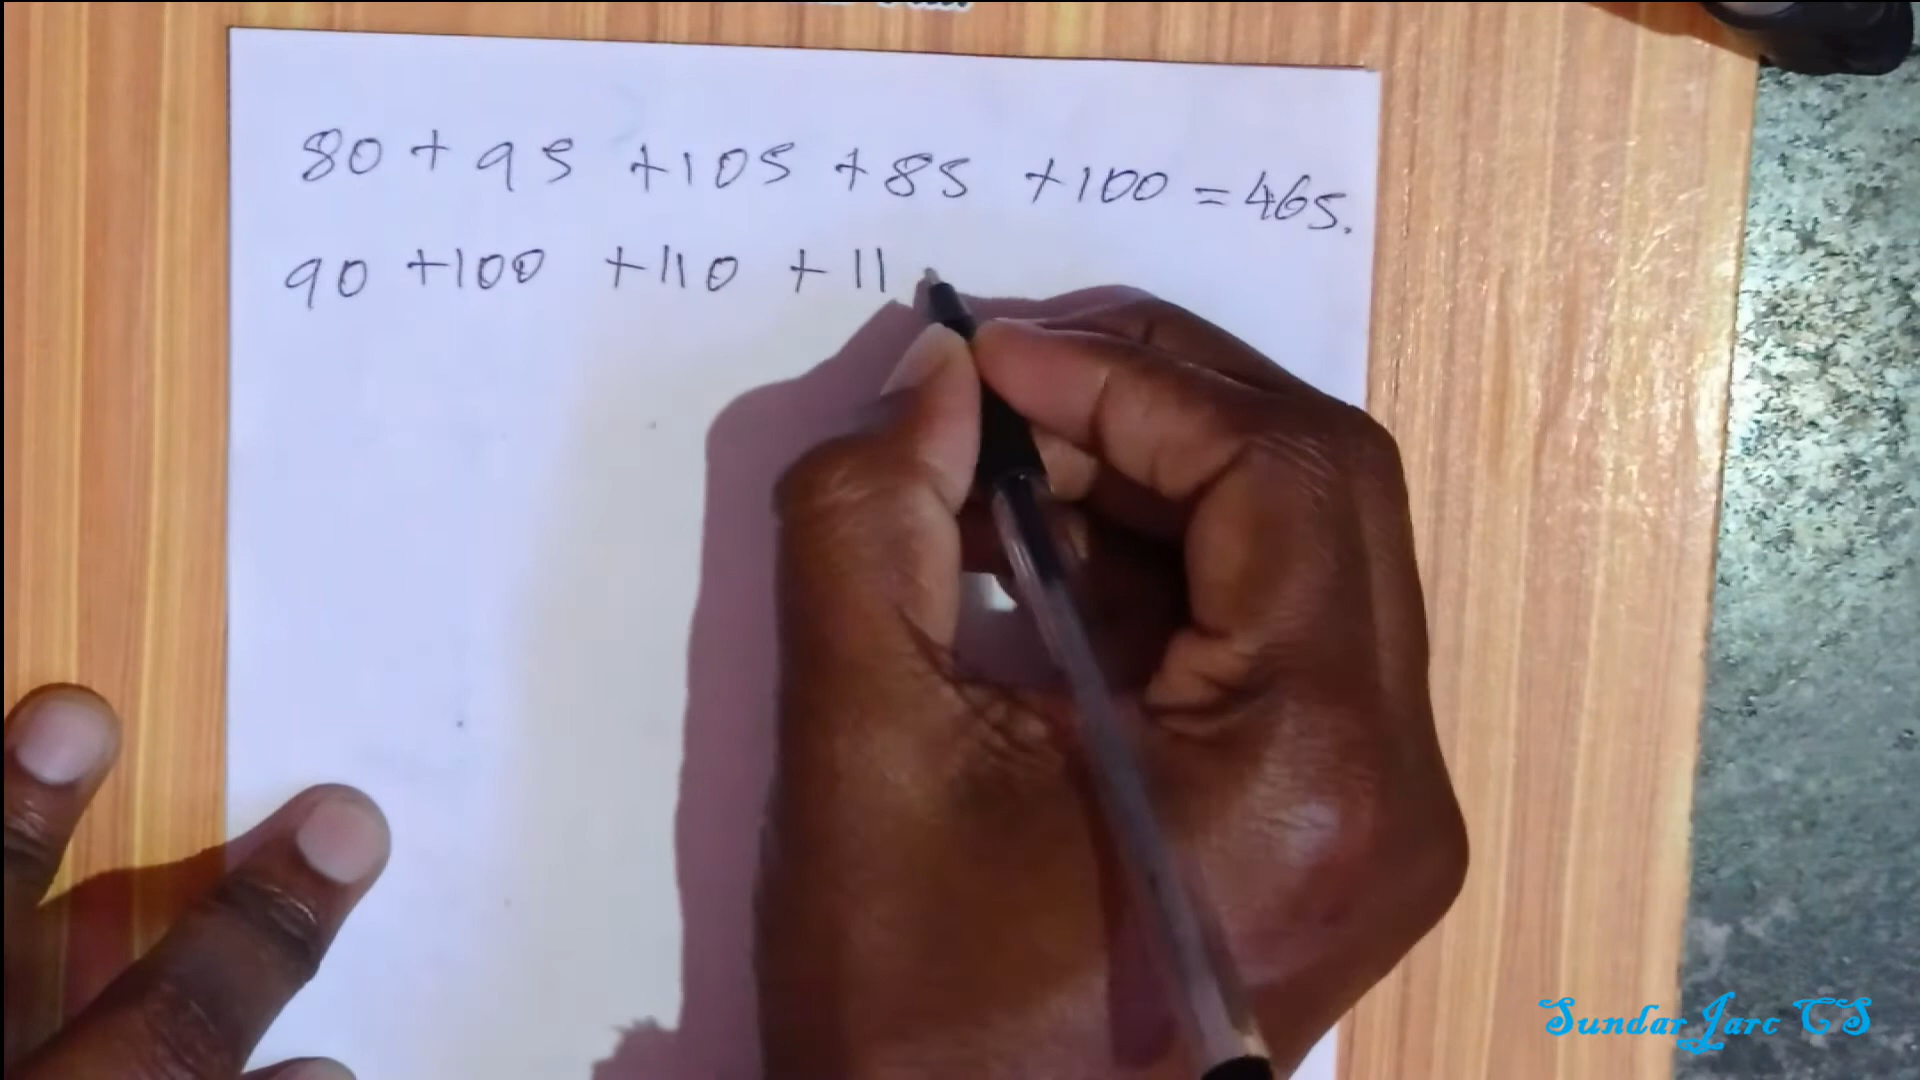 80 + 95 + 105 + 85 + 100 = 465.
90 + 100 + 110 + 11
Sundar Jarc CS